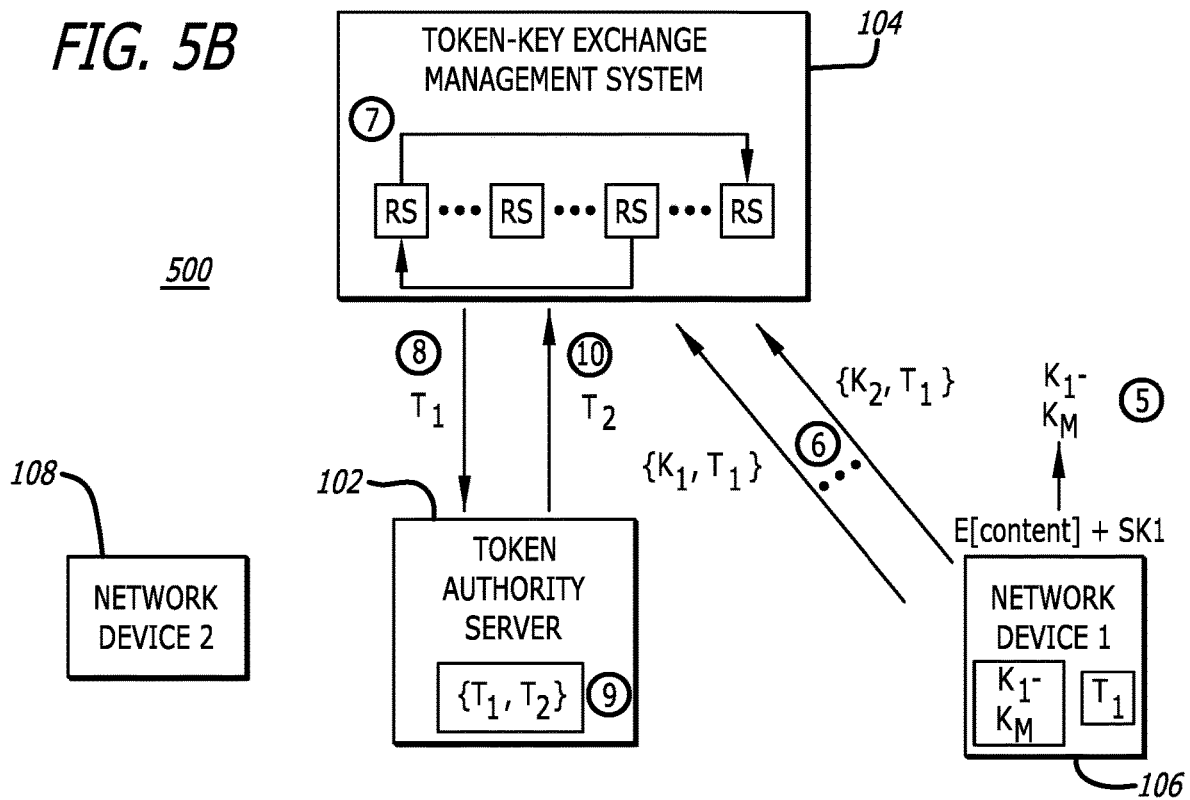 FIG. 5B
TOKEN-KEY EXCHANGE
MANAGEMENT SYSTEM
104
7
RS ••• RS ••• RS ••• RS
500
8
T1
10
T2
{K1, T1}
6
{K2, T1}
K1-
KM
5
108
NETWORK
DEVICE 2
102
TOKEN
AUTHORITY
SERVER
{T1, T2}
9
E[content] + SK1
NETWORK
DEVICE 1
K1-
KM
T1
106